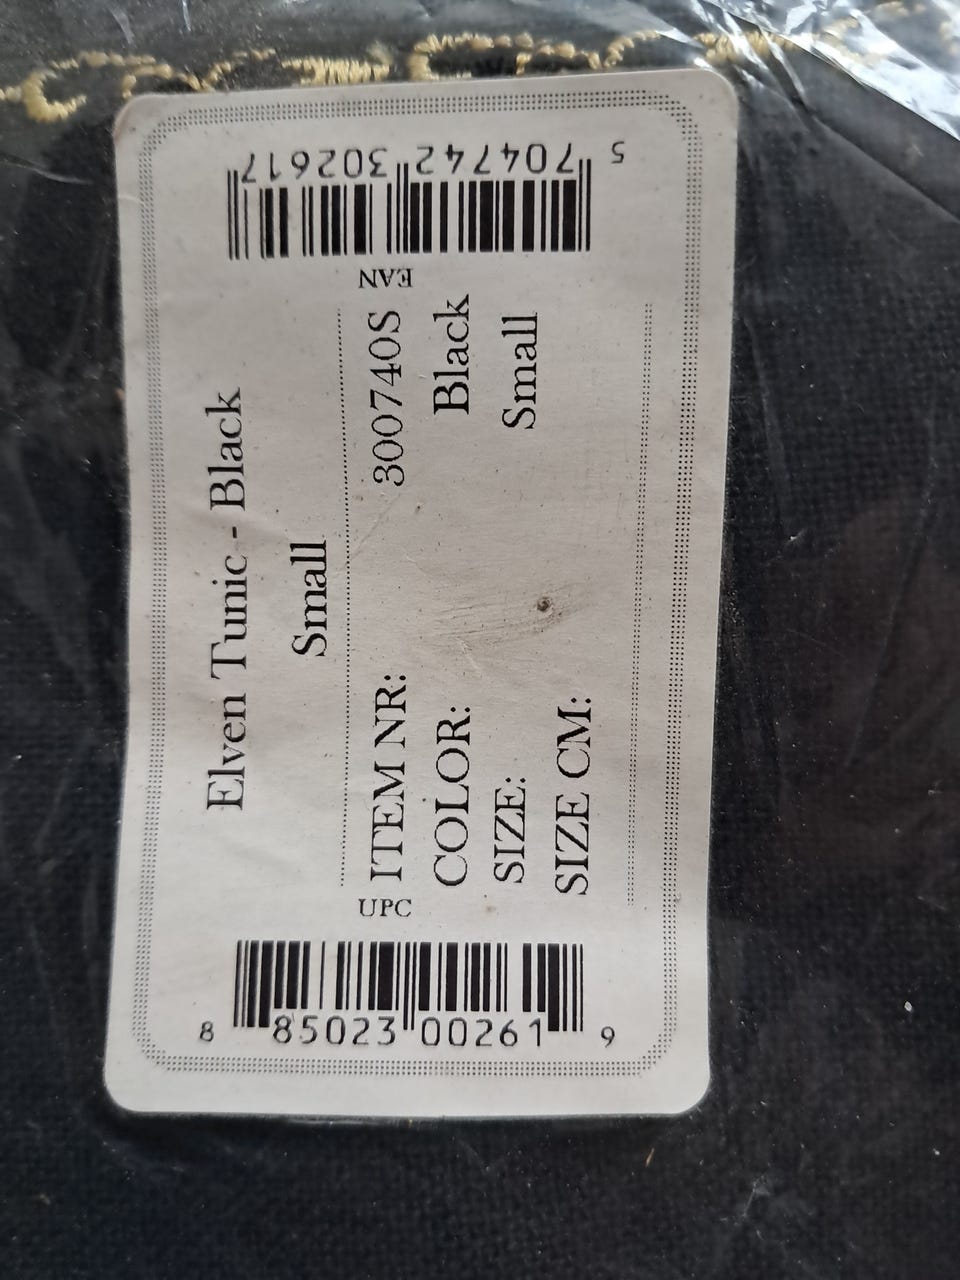 Elven Tunic - Black
Small
ITEM NR: 300740S
COLOR: Black
SIZE: Small
SIZE CM:
UPC
8 85023 00261 9
EAN
5 704742 302617